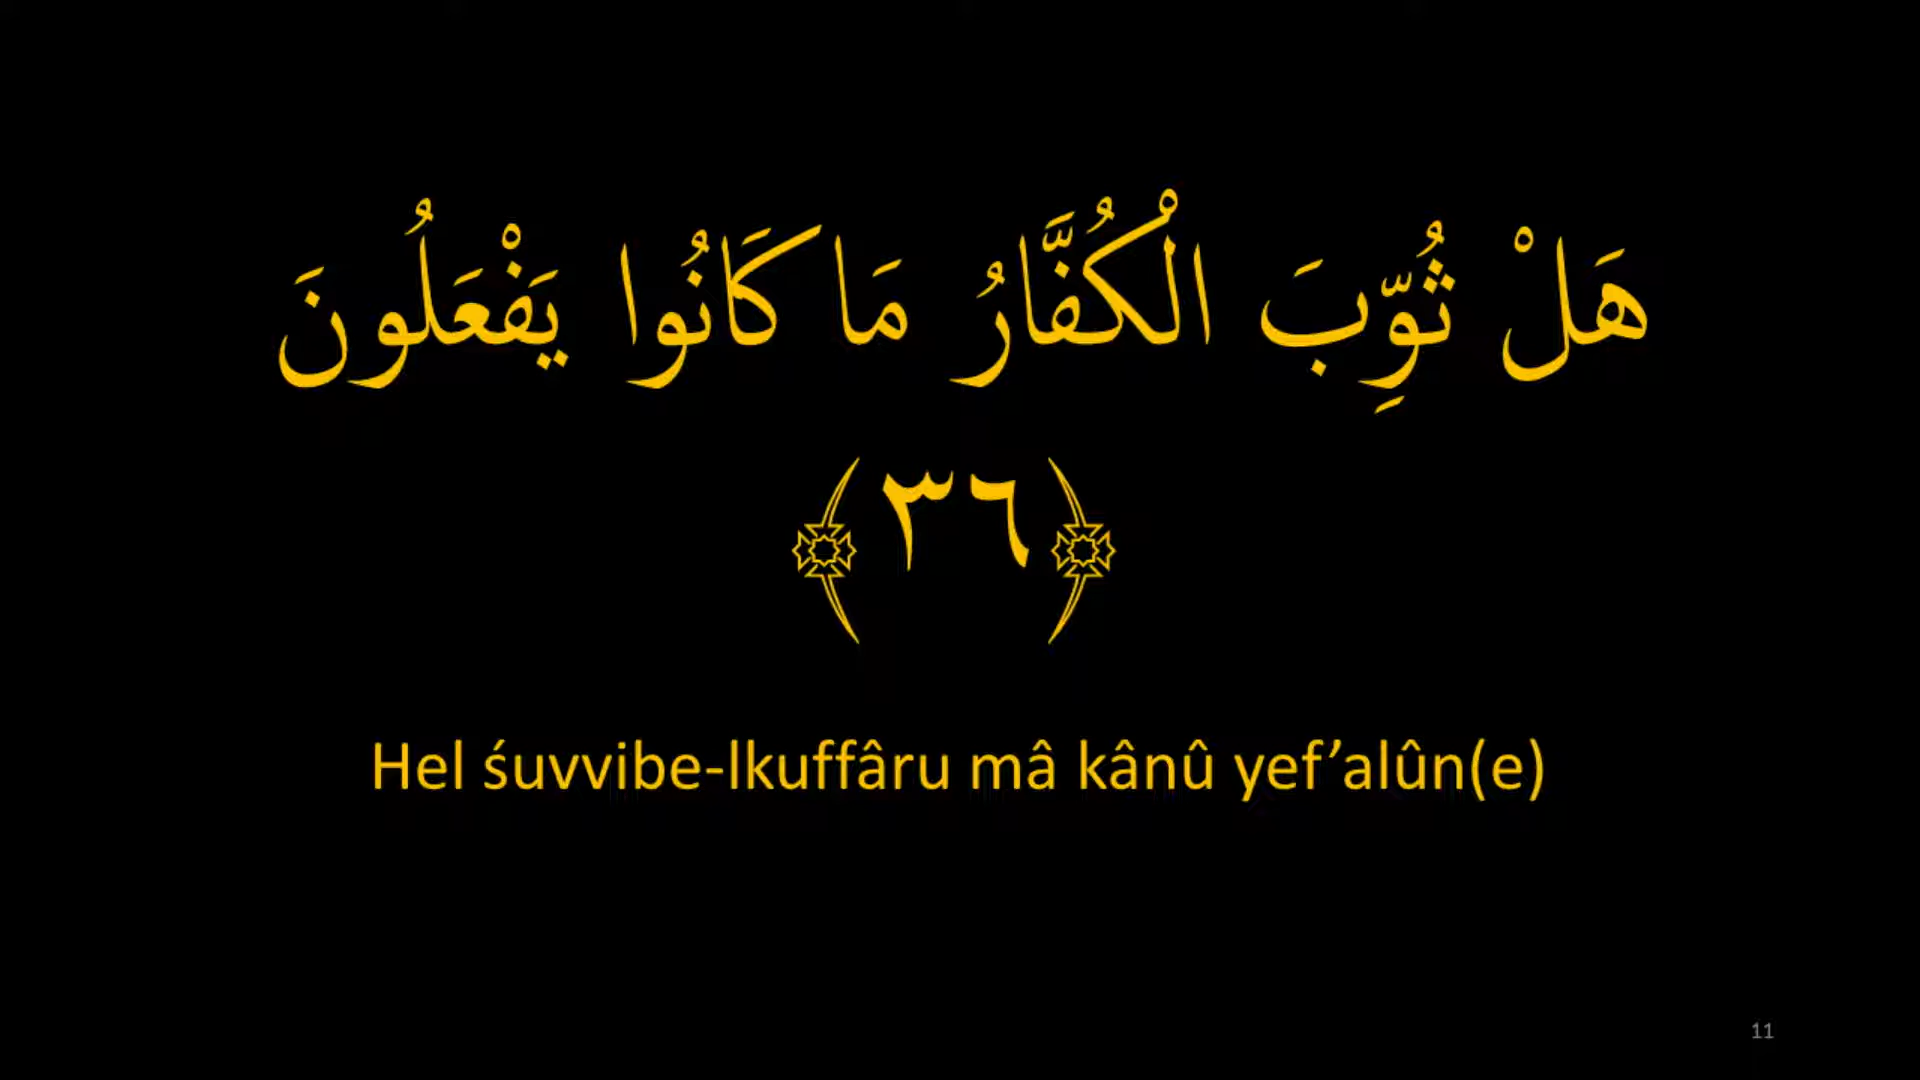 هَلْ ثُوِّبَ الْكُفَّارُ مَا كَانُوا يَفْعَلُونَ
﴿٣٦﴾
Hel śuvvibe-lkuffâru mâ kânû yef’alûn(e)
11